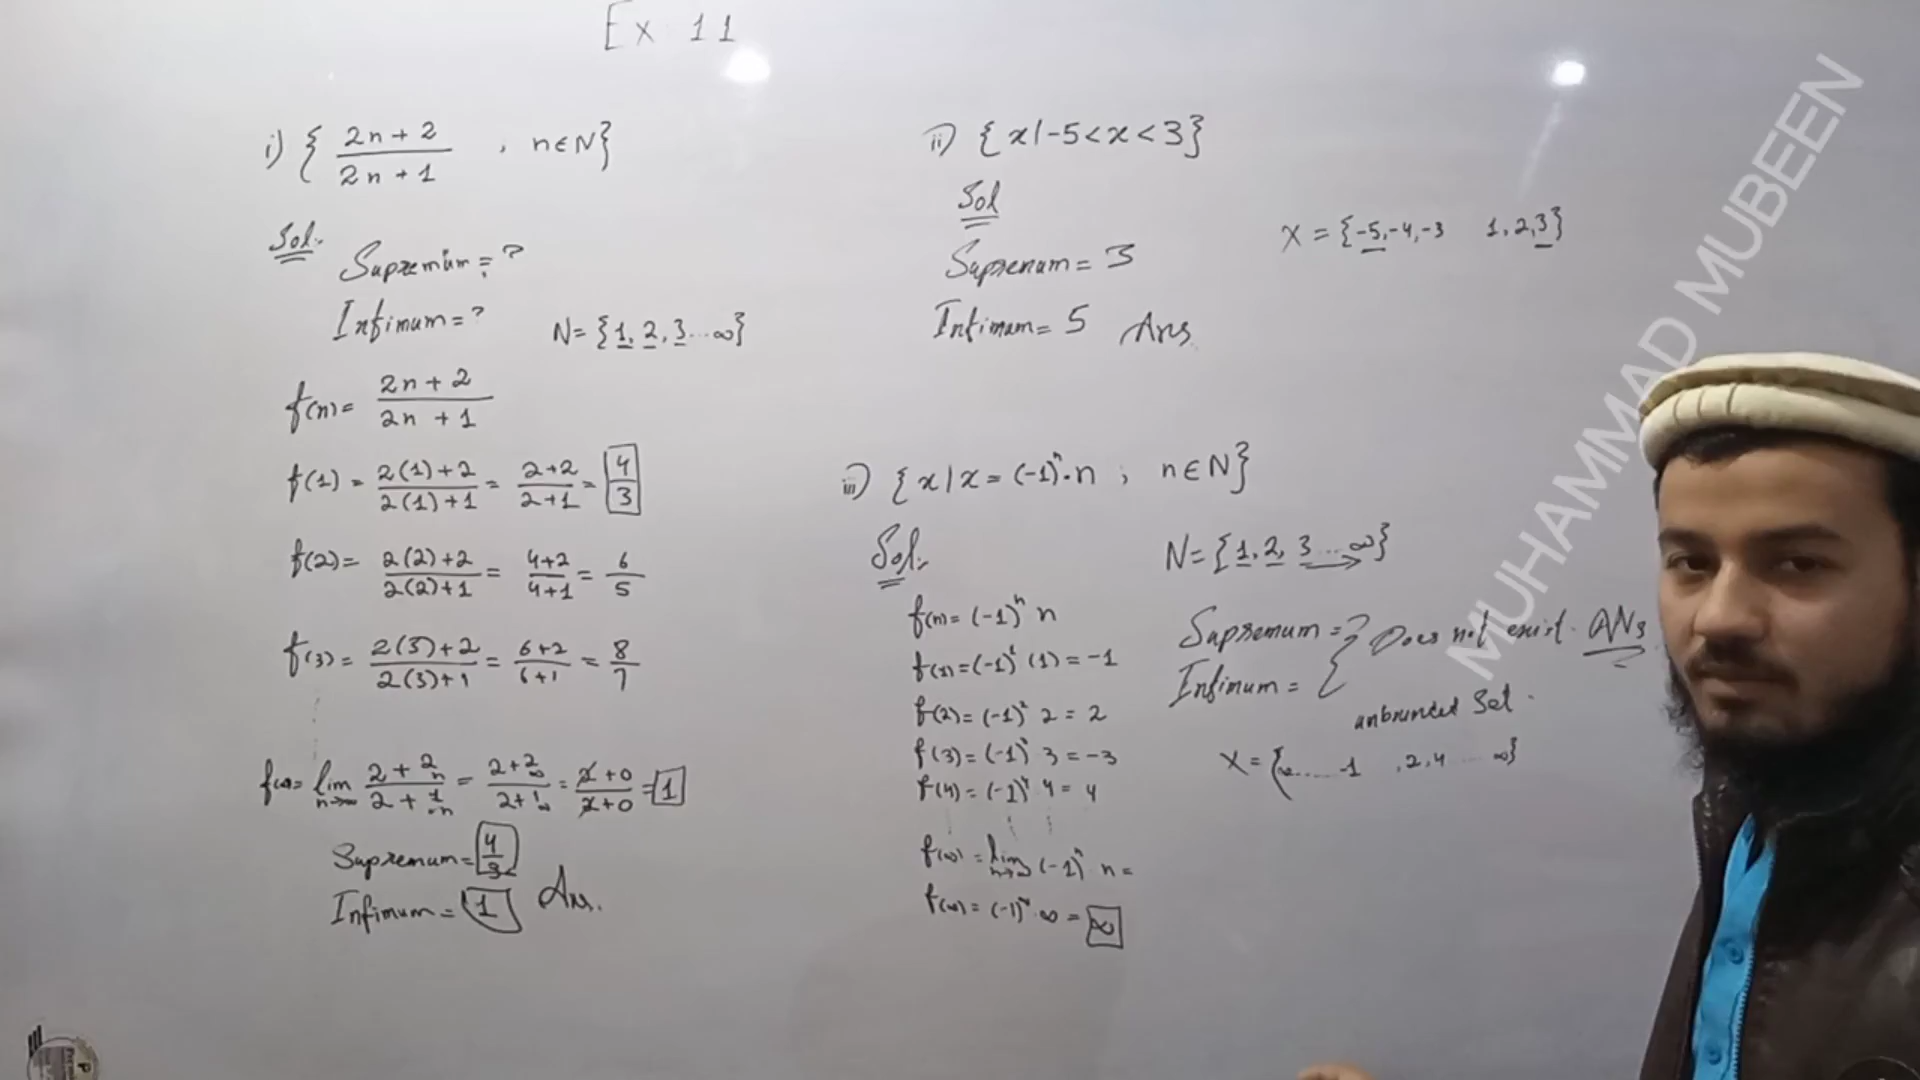 Ex 11
i) { 2n+2 / 2n+1 , n∈N}
Sol:
Supremum = ?
Infimum = ?
N = {1, 2, 3...∞}
f(n) = 2n+2 / 2n+1
f(1) = 2(1)+2 / 2(1)+1 = 2+2 / 2+1 = 4/3
f(2) = 2(2)+2 / 2(2)+1 = 4+2 / 4+1 = 6/5
f(3) = 2(3)+2 / 2(3)+1 = 6+2 / 6+1 = 8/7
f(∞) = lim n→∞ 2+2/n / 2+1/n = 2+2/∞ / 2+1/∞ = 2+0 / 2+0 = 1
Supremum = 4/3
Infimum = 1 Ans.
ii) {x/-5<x<3}
Sol
X = {-5,-4,-3 1,2,3}
Supremum = 3
Infimum = 5 Ans
iii) {x/x = (-1)ⁿ.n ; n∈N}
Sol:
N = {1,2, 3...∞}
f(n) = (-1)ⁿ n
f(1) = (-1)¹ (1) = -1
f(2) = (-1)² 2 = 2
f(3) = (-1)³ 3 = -3
f(4) = (-1)⁴ 4 = 4
f(∞) = lim n→∞ (-1)ⁿ n =
f(∞) = (-1)ⁿ.∞ = ∞
Supremum = ? } Does not exist. ANs
Infimum =
unbounded Set.
X = {∞......-1 ,2,4 .... ∞}
MUHAMMAD MUBEEN